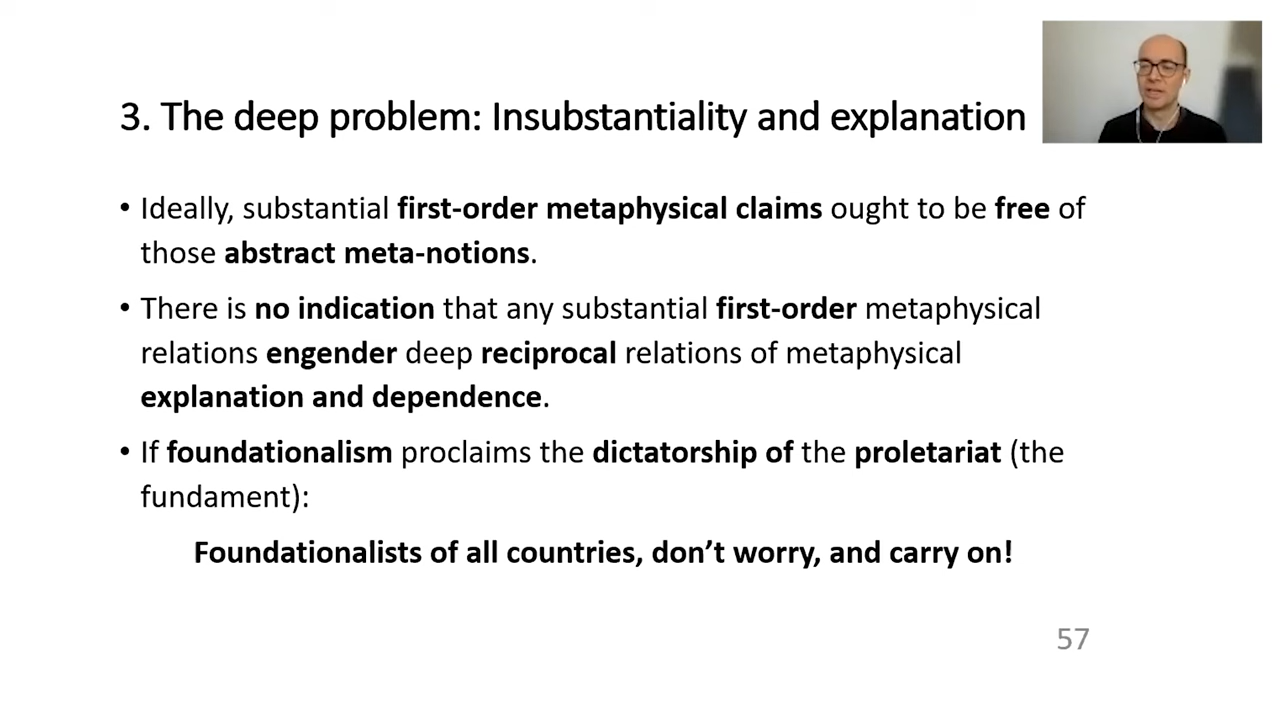 3. The deep problem: Insubstantiality and explanation
• Ideally, substantial first-order metaphysical claims ought to be free of
those abstract meta-notions.
• There is no indication that any substantial first-order metaphysical
relations engender deep reciprocal relations of metaphysical
explanation and dependence.
• If foundationalism proclaims the dictatorship of the proletariat (the
fundament):
Foundationalists of all countries, don’t worry, and carry on!
57